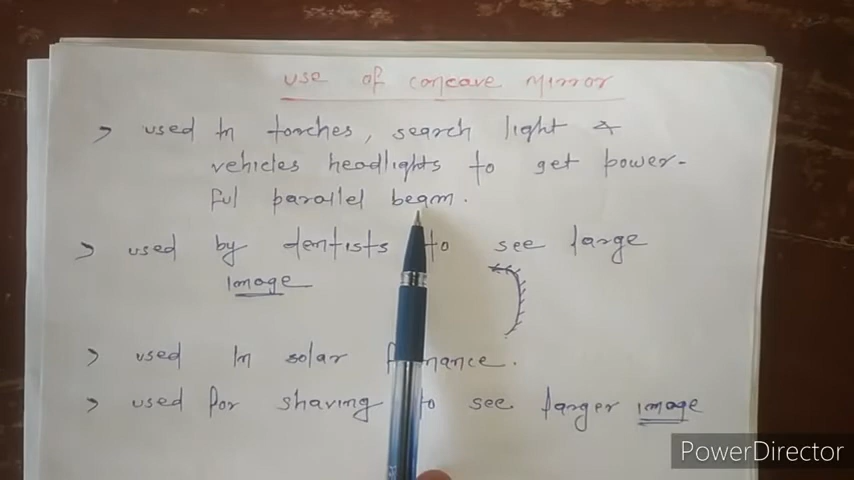 use of concave mirror
> used In torches, search light &
vehicles headlights to get power-
ful parallel beam.
> used by dentists to see large
image
> used In solar
> used for shaving to see larger image
PowerDirector